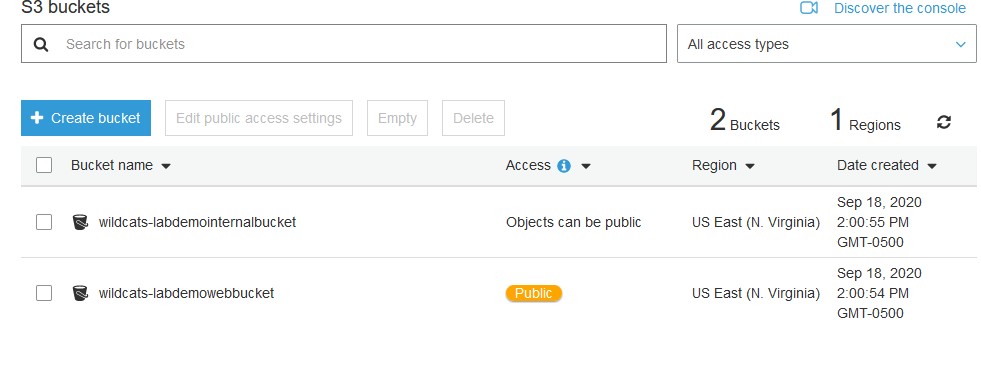 S3 buckets
Discover the console
Search for buckets
All access types
Create bucket
Edit public access settings
Empty
Delete
2 Buckets
1 Regions
Bucket name
Access
Region
Date created
wildcats-labdemointernalbucket
Objects can be public
US East (N. Virginia)
Sep 18, 2020
2:00:55 PM
GMT-0500
wildcats-labdemowebbucket
Public
US East (N. Virginia)
Sep 18, 2020
2:00:54 PM
GMT-0500